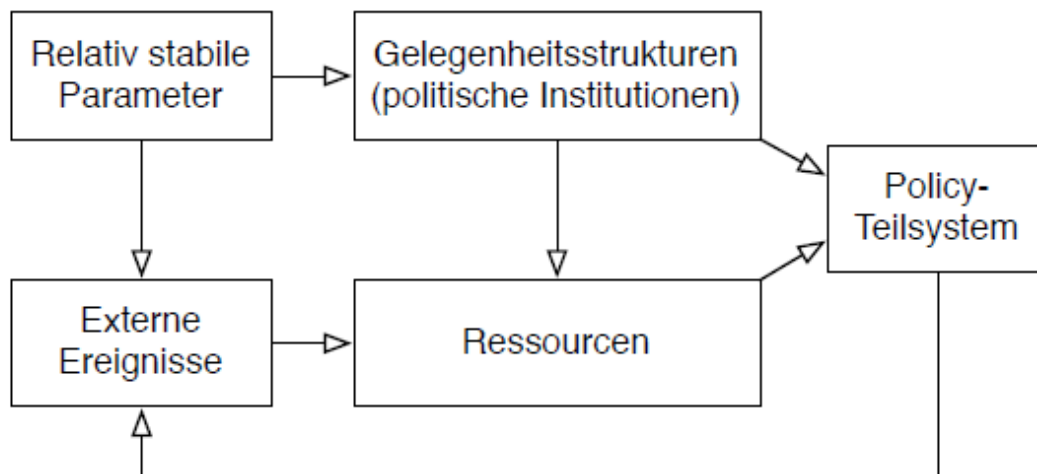 Relativ stabile
Parameter
Gelegenheitsstrukturen
(politische Institutionen)
Policy-
Teilsystem
Externe
Ereignisse
Ressourcen